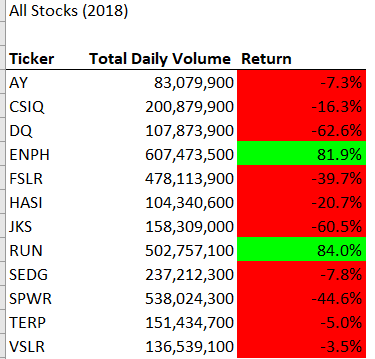 All Stocks (2018)
Ticker Total Daily Volume Return
AY 83,079,900 -7.3%
CSIQ 200,879,900 -16.3%
DQ 107,873,900 -62.6%
ENPH 607,473,500 81.9%
FSLR 478,113,900 -39.7%
HASI 104,340,600 -20.7%
JKS 158,309,000 -60.5%
RUN 502,757,100 84.0%
SEDG 237,212,300 -7.8%
SPWR 538,024,300 -44.6%
TERP 151,434,700 -5.0%
VSLR 136,539,100 -3.5%